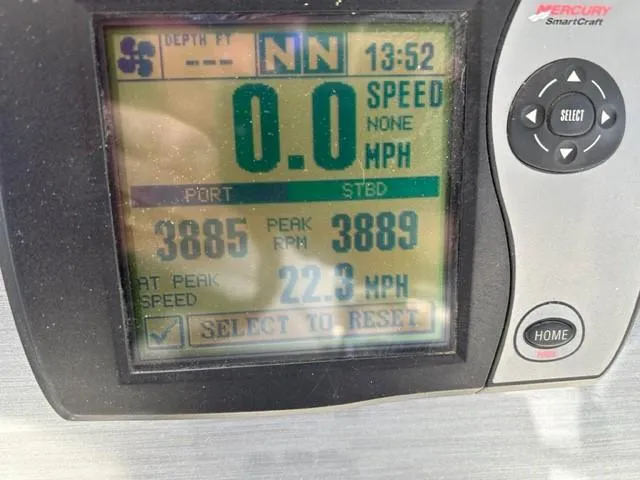 MERCURY
SmartCraft
DEPTH FT
---
N N
13:52
0.0
SPEED
NONE
MPH
SELECT
PORT STBD
3885 PEAK RPM 3889
AT PEAK SPEED 22.3 MPH
SELECT TO RESET
HOME